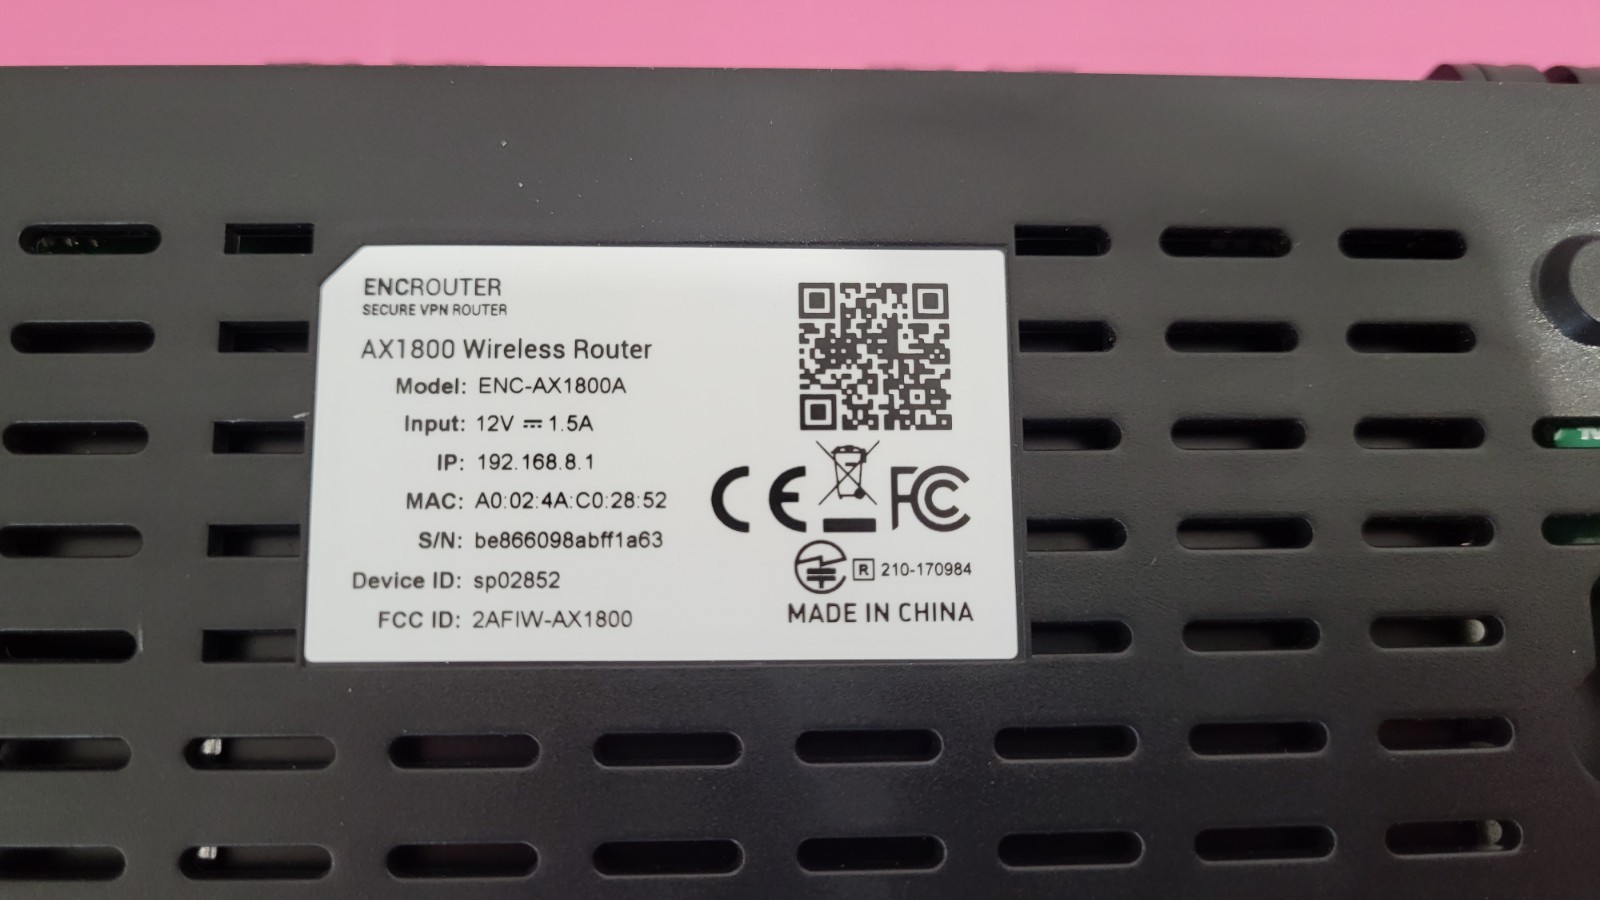 ENCROUTER
SECURE VPN ROUTER
AX1800 Wireless Router
Model: ENC-AX1800A
Input: 12V ⎓ 1.5A
IP: 192.168.8.1
MAC: A0:02:4A:C0:28:52
S/N: be866098abff1a63
Device ID: sp02852
FCC ID: 2AFIW-AX1800
CE FC
R 210-170984
MADE IN CHINA